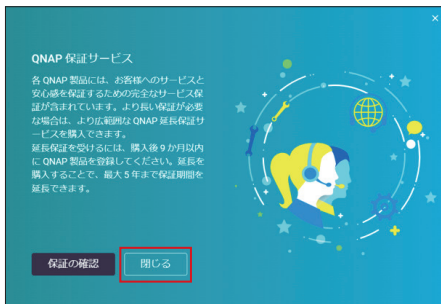 QNAP 保証サービス
各 QNAP 製品には、お客様へのサービスと
安心感を保証するための完全なサービス保
証が含まれています。より長い保証が必要
な場合は、より広範囲な QNAP 延長保証サ
ービスを購入できます。
延長保証を受けるには、購入後 9 か月以内
に QNAP 製品を登録してください。延長を
購入することで、最大 5 年まで保証期間を
延長できます。
保証の確認
閉じる